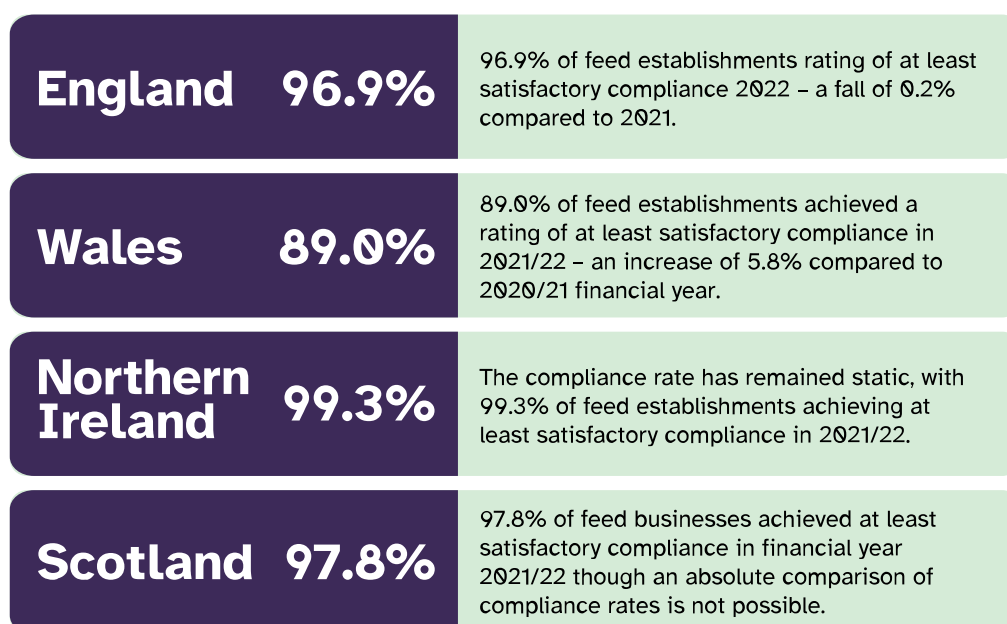 England 96.9%
96.9% of feed establishments rating of at least
satisfactory compliance 2022 – a fall of 0.2%
compared to 2021.
Wales 89.0%
89.0% of feed establishments achieved a
rating of at least satisfactory compliance in
2021/22 – an increase of 5.8% compared to
2020/21 financial year.
Northern
Ireland
99.3%
The compliance rate has remained static, with
99.3% of feed establishments achieving at
least satisfactory compliance in 2021/22.
Scotland 97.8%
97.8% of feed businesses achieved at least
satisfactory compliance in financial year
2021/22 though an absolute comparison of
compliance rates is not possible.